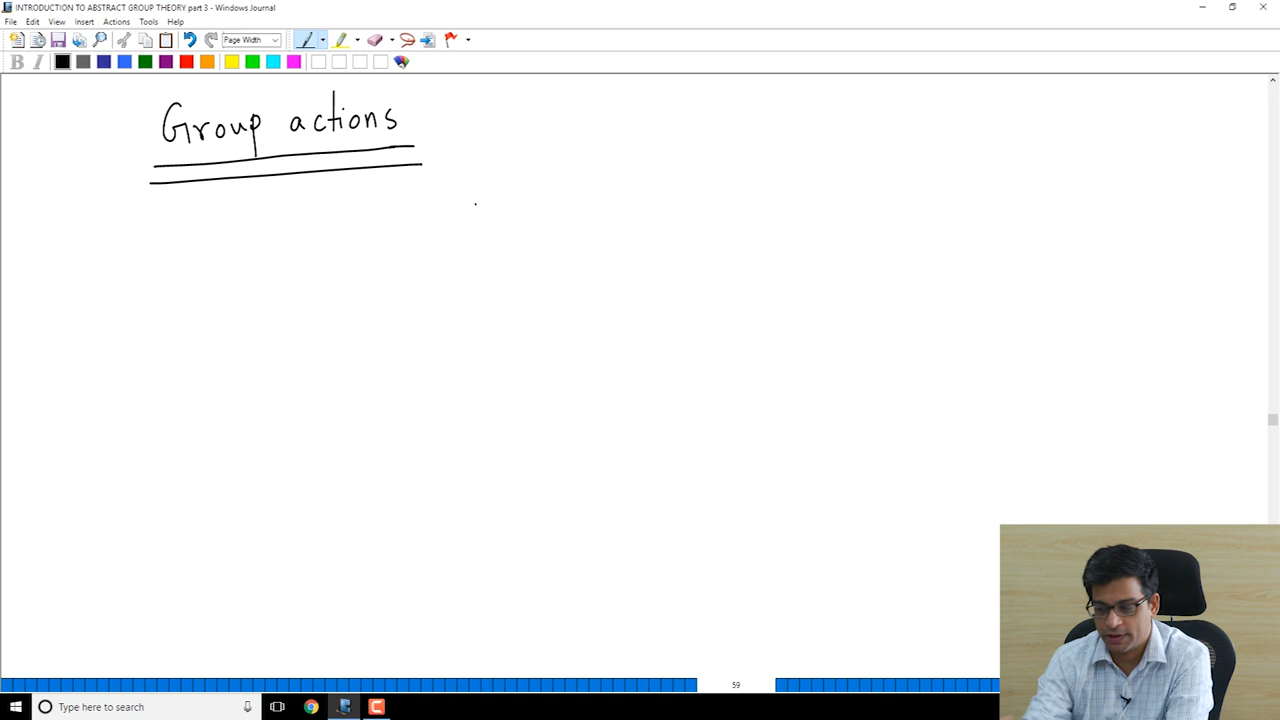 INTRODUCTION TO ABSTRACT GROUP THEORY part 3 - Windows Journal
File Edit View Insert Actions Tools Help
Page Width
B I
Group actions
59
Type here to search